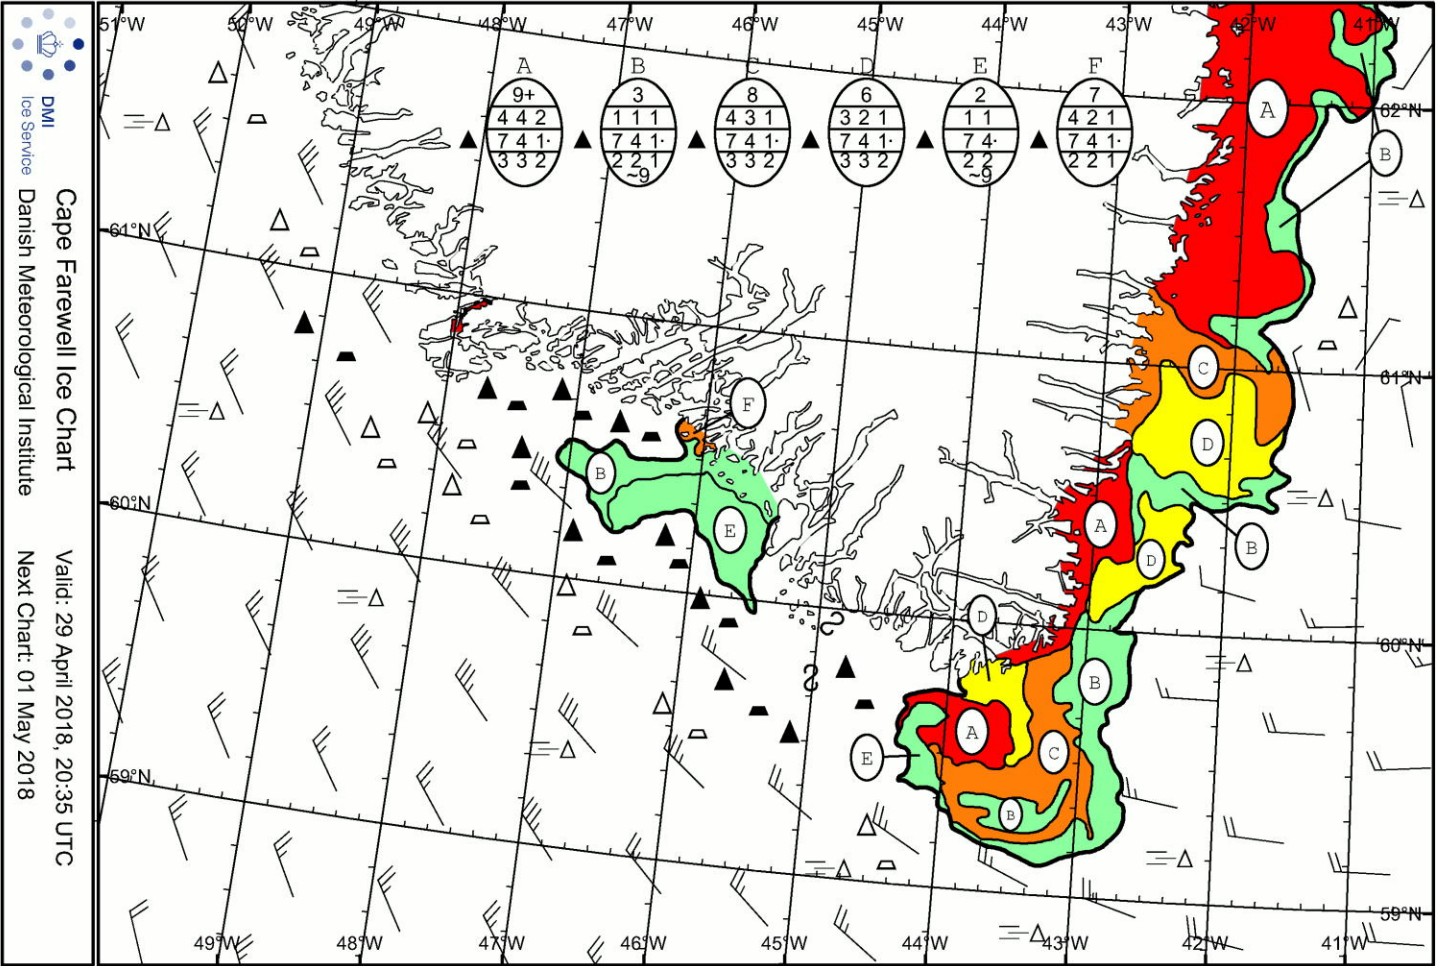 DMI
Ice Service
Cape Farewell Ice Chart
Danish Meteorological Institute
Valid: 29 April 2018, 20:35 UTC
Next Chart: 01 May 2018
51°W 50°W 49°W 48°W 47°W 46°W 45°W 44°W 43°W 42°W 41°W
A B C D E F
9+ 3 8 6 2 7
4 4 2 1 1 1 4 3 1 3 2 1 1 1 4 2 1
7 4 1· 7 4 1· 7 4 1· 7 4 1· 7 4· 7 4 1·
3 3 2 2 2 1 3 3 2 3 3 2 2 2 2 2 1
~9 ~9
A
62°N
B
61°N
C
61°N
F
D
B
60°N
A
E
B
D
D
60°N
B
A
C
E
59°N
B
59°N
49°W 48°W 47°W 46°W 45°W 44°W 43°W 42°W 41°W